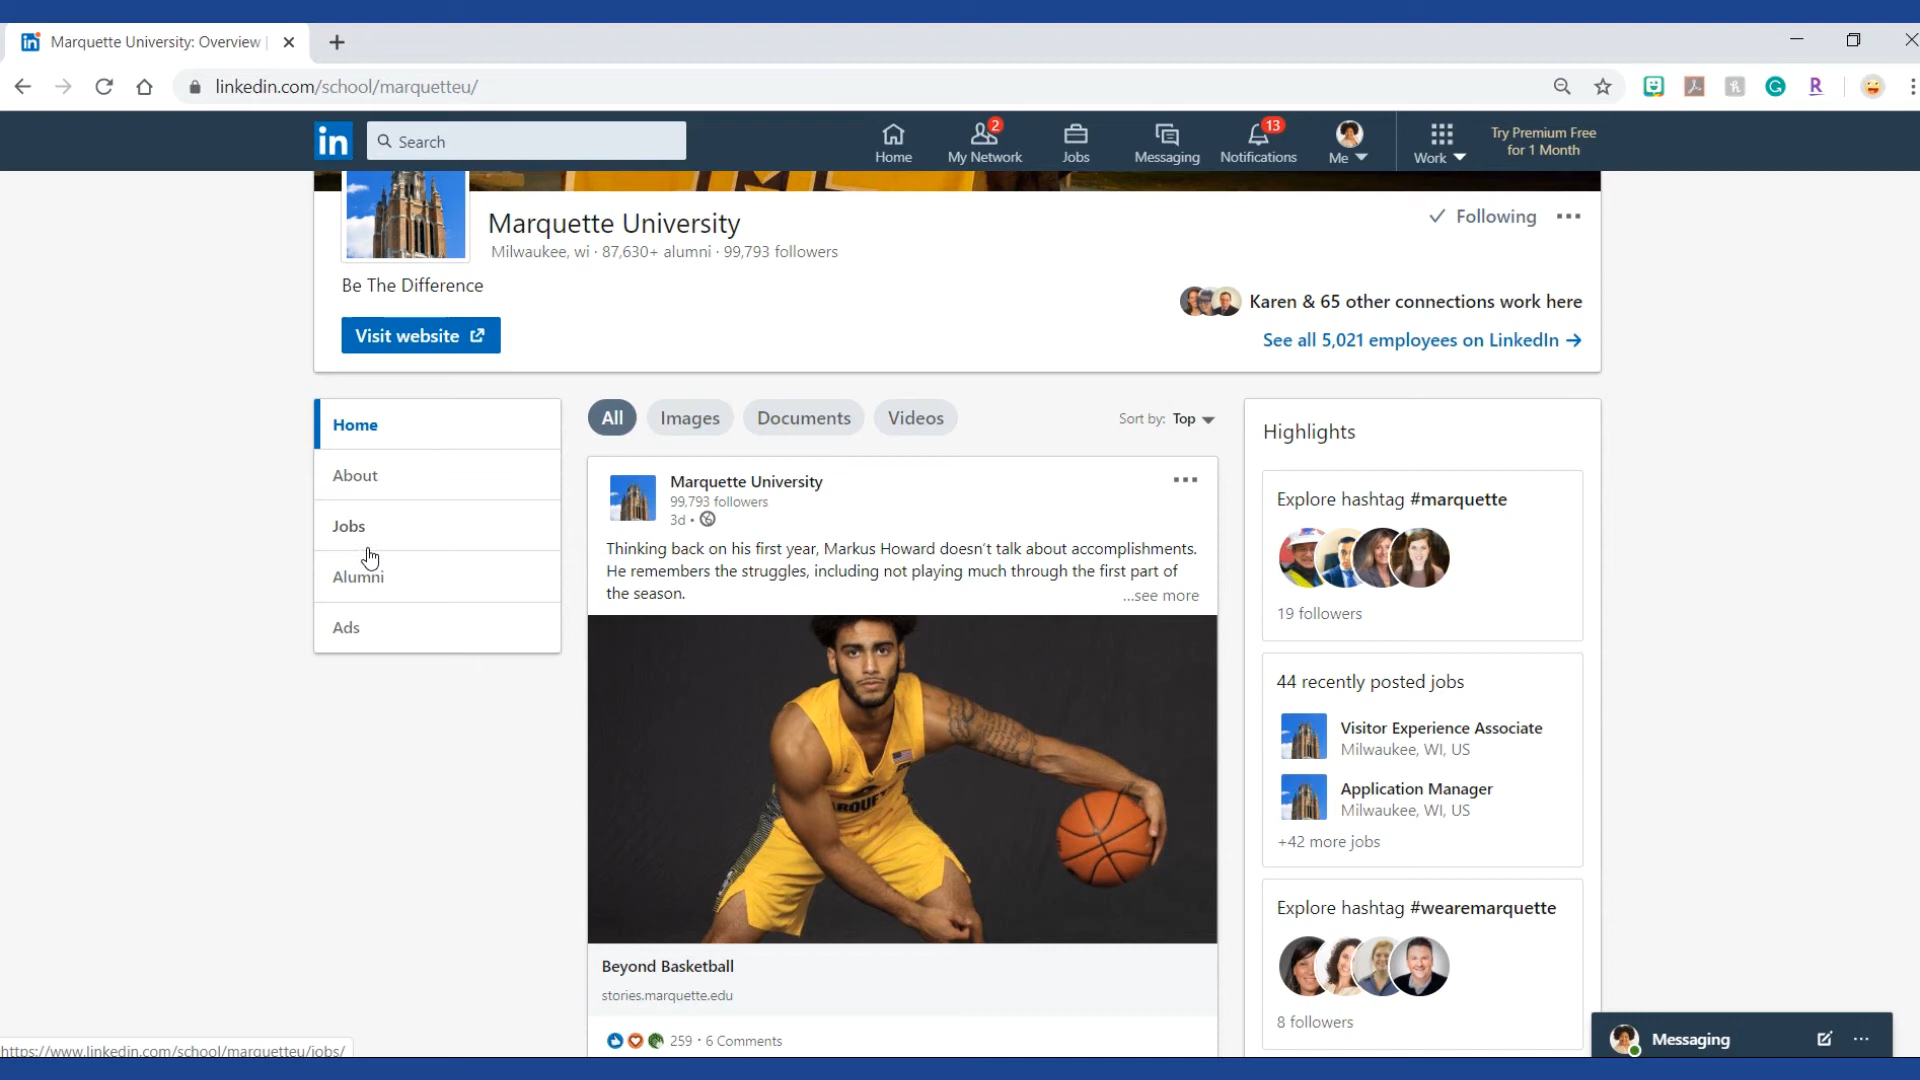 Marquette University: Overview |
linkedin.com/school/marquetteu/
in
Search
Home
2
My Network
Jobs
Messaging
13
Notifications
Me
Work
Try Premium Free
for 1 Month
Marquette University
Milwaukee, wi · 87,630+ alumni · 99,793 followers
Following
Be The Difference
Karen & 65 other connections work here
Visit website
See all 5,021 employees on LinkedIn →
Home
About
Jobs
Alumni
Ads
All
Images
Documents
Videos
Sort by: Top
Marquette University
99,793 followers
3d •
Thinking back on his first year, Markus Howard doesn't talk about accomplishments.
He remembers the struggles, including not playing much through the first part of
the season.
...see more
Beyond Basketball
stories.marquette.edu
259 · 6 Comments
Highlights
Explore hashtag #marquette
19 followers
44 recently posted jobs
Visitor Experience Associate
Milwaukee, WI, US
Application Manager
Milwaukee, WI, US
+42 more jobs
Explore hashtag #wearemarquette
8 followers
Messaging
https://www.linkedin.com/school/marquetteu/jobs/